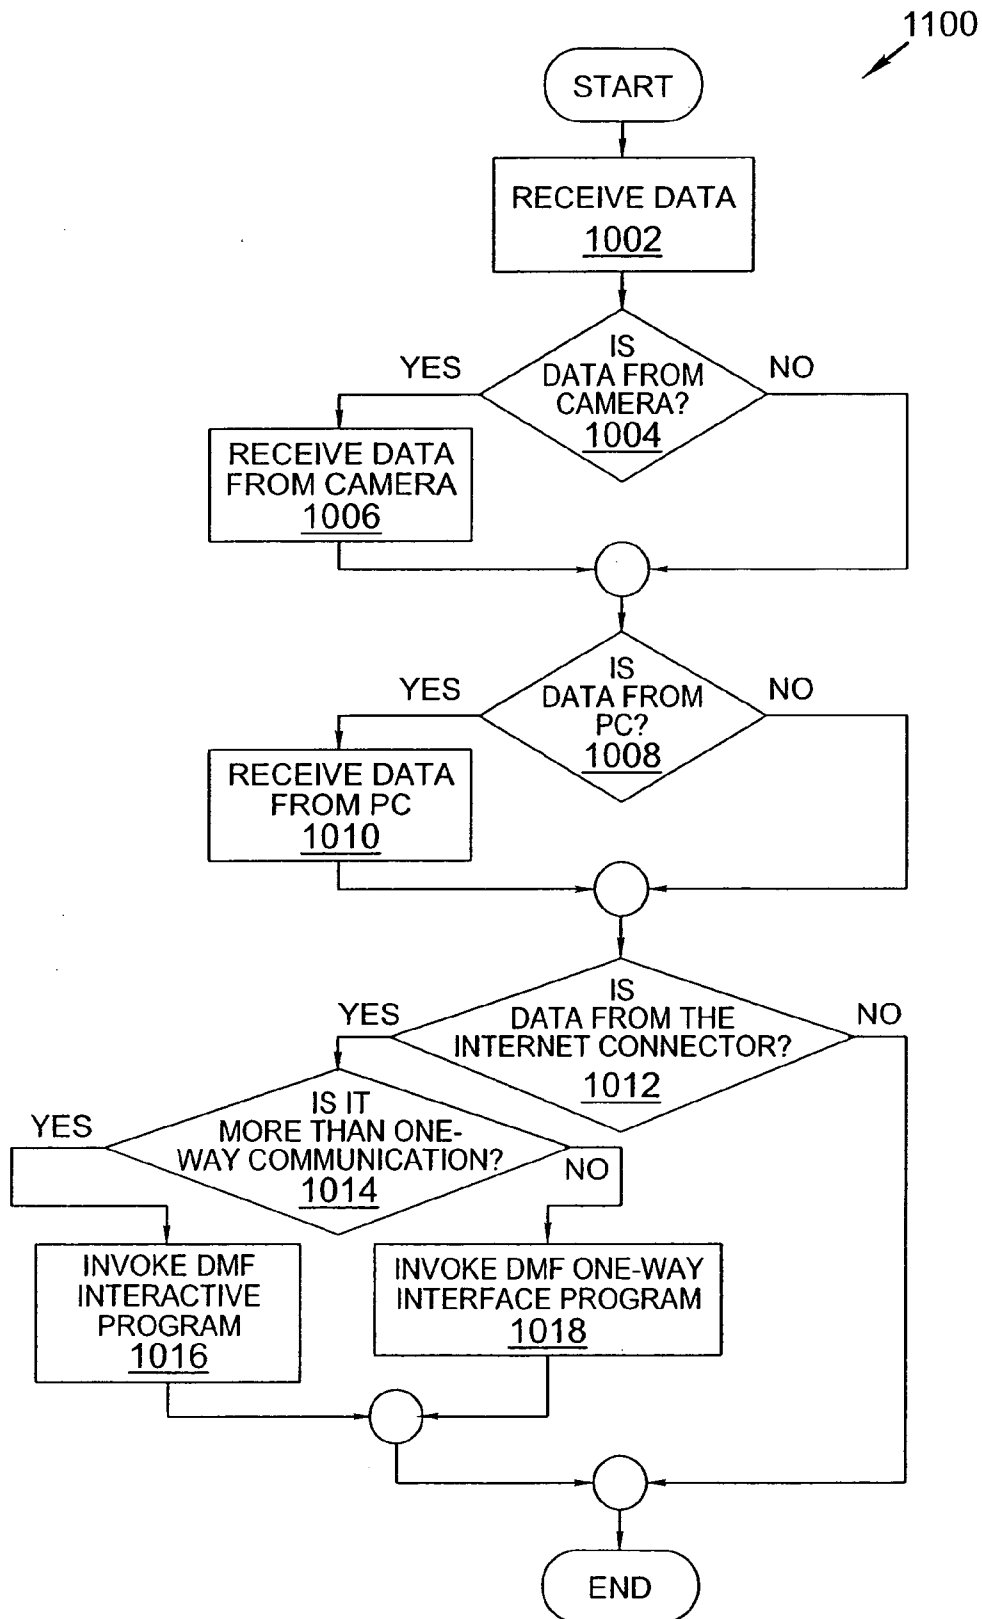 1100
START
RECEIVE DATA
1002
IS
DATA FROM
CAMERA?
1004
YES
NO
RECEIVE DATA
FROM CAMERA
1006
IS
DATA FROM
PC?
1008
YES
NO
RECEIVE DATA
FROM PC
1010
IS
DATA FROM THE
INTERNET CONNECTOR?
1012
YES
NO
IS IT
MORE THAN ONE-
WAY COMMUNICATION?
1014
YES
NO
INVOKE DMF
INTERACTIVE
PROGRAM
1016
INVOKE DMF ONE-WAY
INTERFACE PROGRAM
1018
END